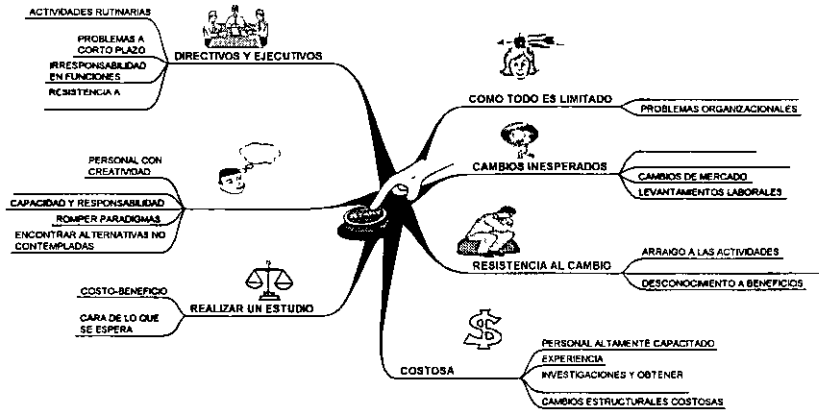 ACTIVIDADES RUTINARIAS
PROBLEMAS A
CORTO PLAZO
IRRESPONSABILIDAD
EN FUNCIONES
RESISTENCIA A
DIRECTIVOS Y EJECUTIVOS
PERSONAL CON
CREATIVIDAD
CAPACIDAD Y RESPONSABILIDAD
ROMPER PARADIGMAS
ENCONTRAR ALTERNATIVAS NO
CONTEMPLADAS
COSTO-BENEFICIO
CARA DE LO QUE
SE ESPERA
REALIZAR UN ESTUDIO
COMO TODO ES LIMITADO
PROBLEMAS ORGANIZACIONALES
CAMBIOS INESPERADOS
CAMBIOS DE MERCADO
LEVANTAMIENTOS LABORALES
RESISTENCIA AL CAMBIO
ARRAIGO A LAS ACTIVIDADES
DESCONOCIMIENTO A BENEFICIOS
COSTOSA
PERSONAL ALTAMENTE CAPACITADO
EXPERIENCIA
INVESTIGACIONES Y OBTENER
CAMBIOS ESTRUCTURALES COSTOSAS